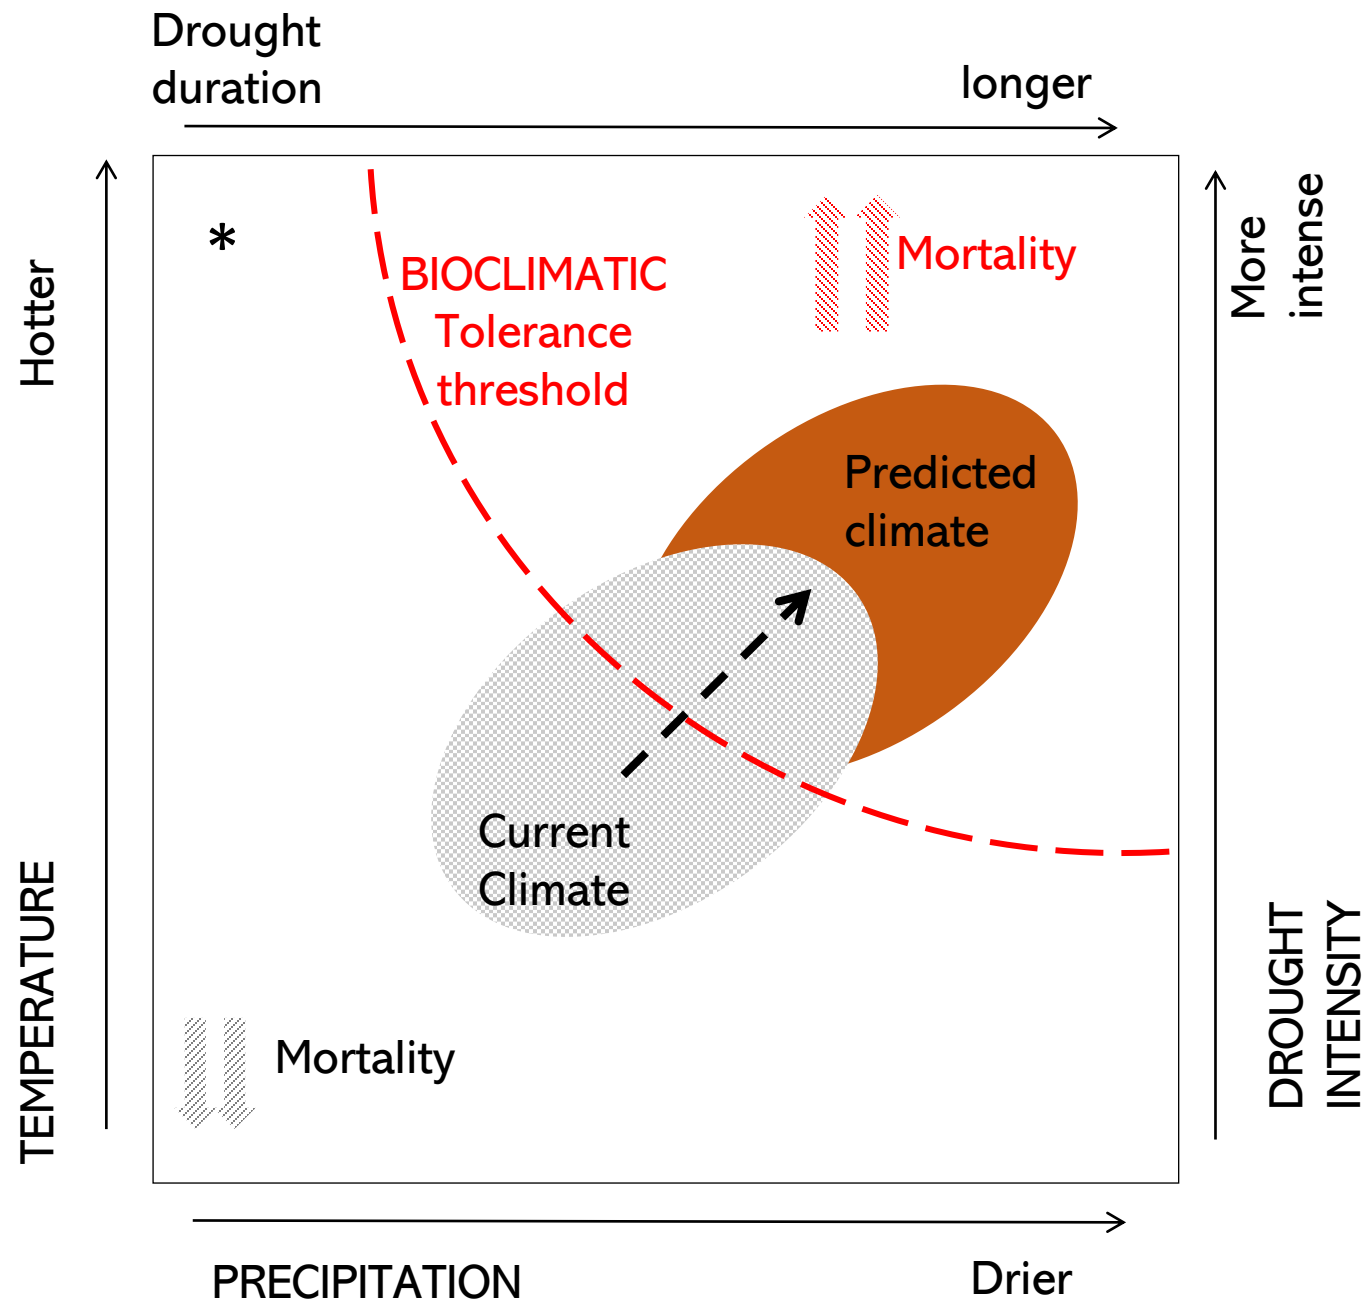 Drought
duration
longer
Hotter
*
BIOCLIMATIC
Tolerance
threshold
Mortality
More
intense
Predicted
climate
Current
Climate
TEMPERATURE
Mortality
DROUGHT
INTENSITY
PRECIPITATION
Drier